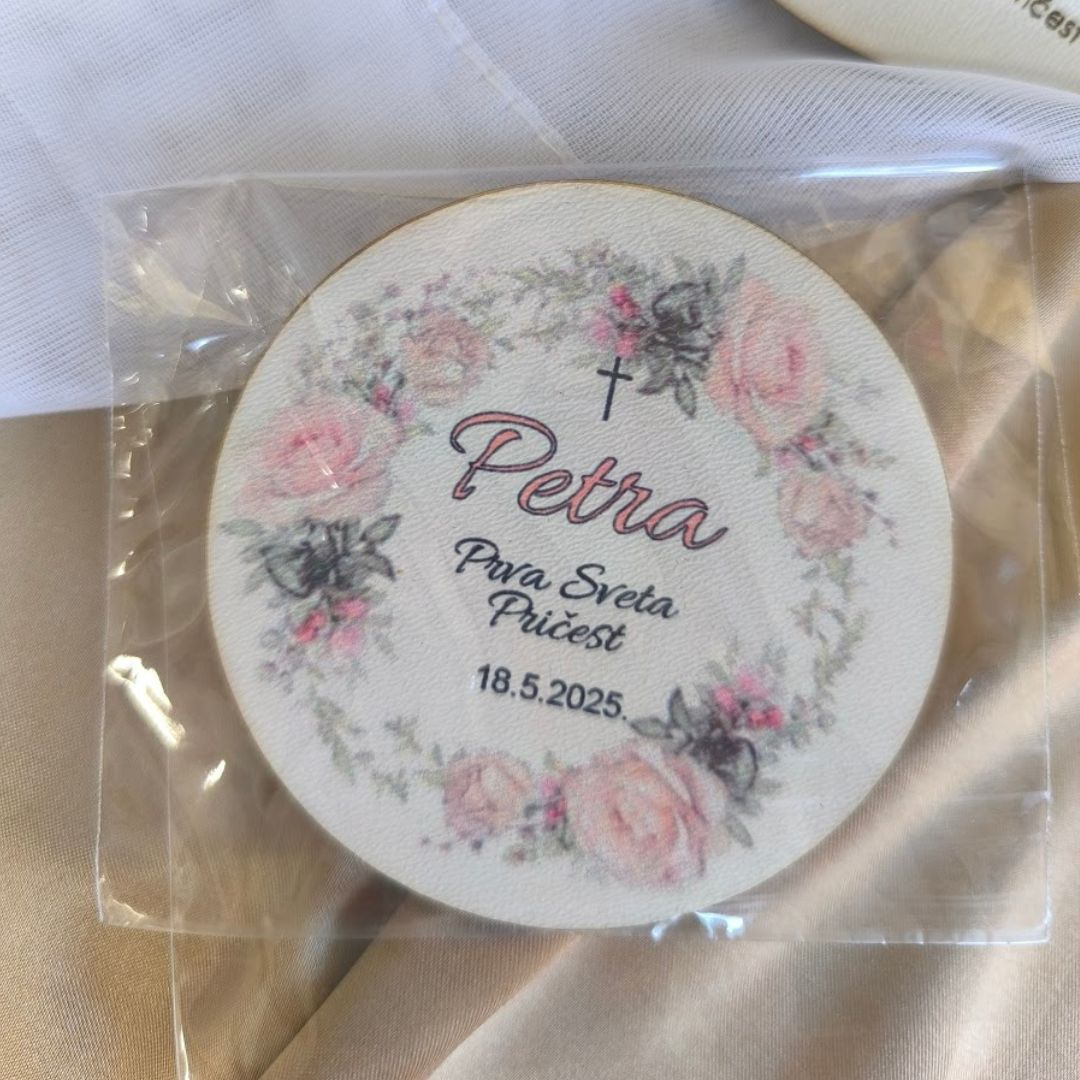 Petra
Prva Sveta
Pričest
18.5.2025.